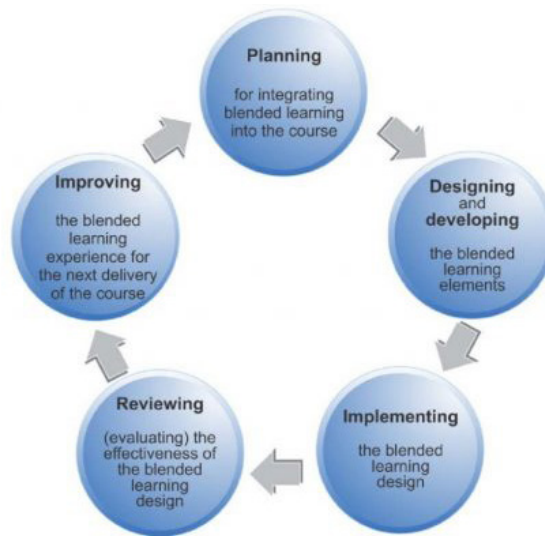 Planning
for integrating
blended learning
into the course
Designing
and
developing
the blended
learning
elements
Implementing
the blended
learning
design
Reviewing
(evaluating) the
effectiveness of
the blended
learning
design
Improving
the blended
learning
experience for
the next delivery
of the course